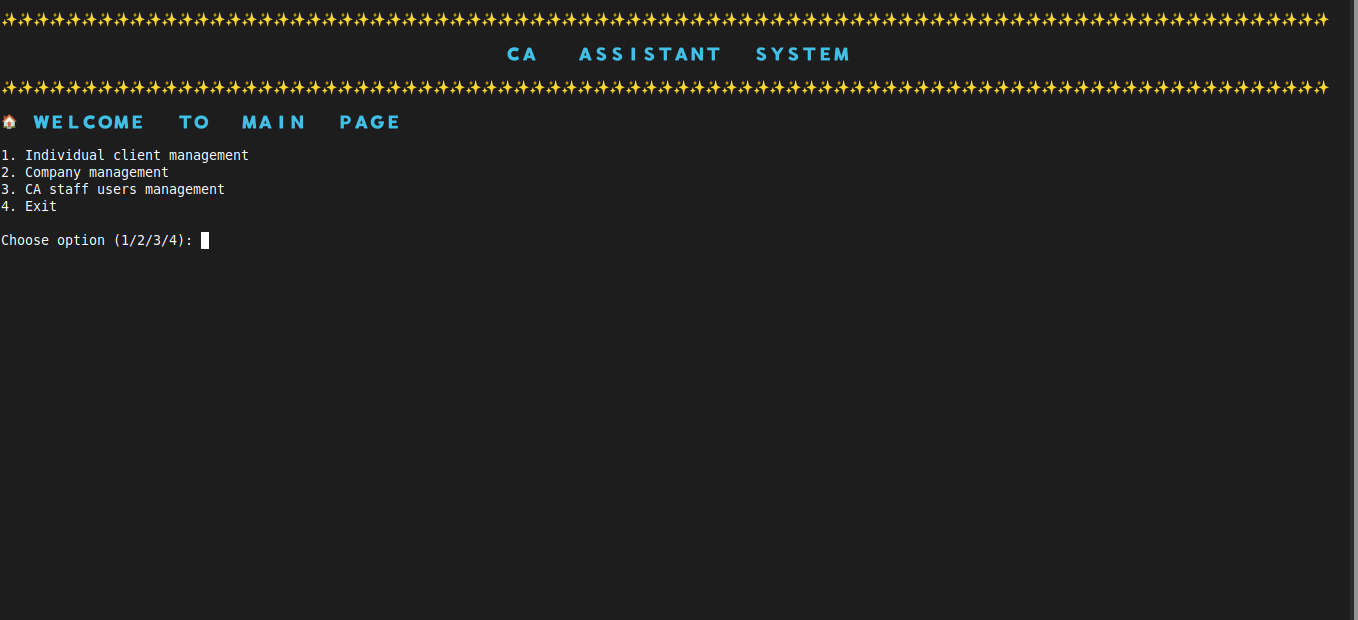 CA ASSISTANT SYSTEM
WELCOME TO MAIN PAGE
1. Individual client management
2. Company management
3. CA staff users management
4. Exit
Choose option (1/2/3/4):